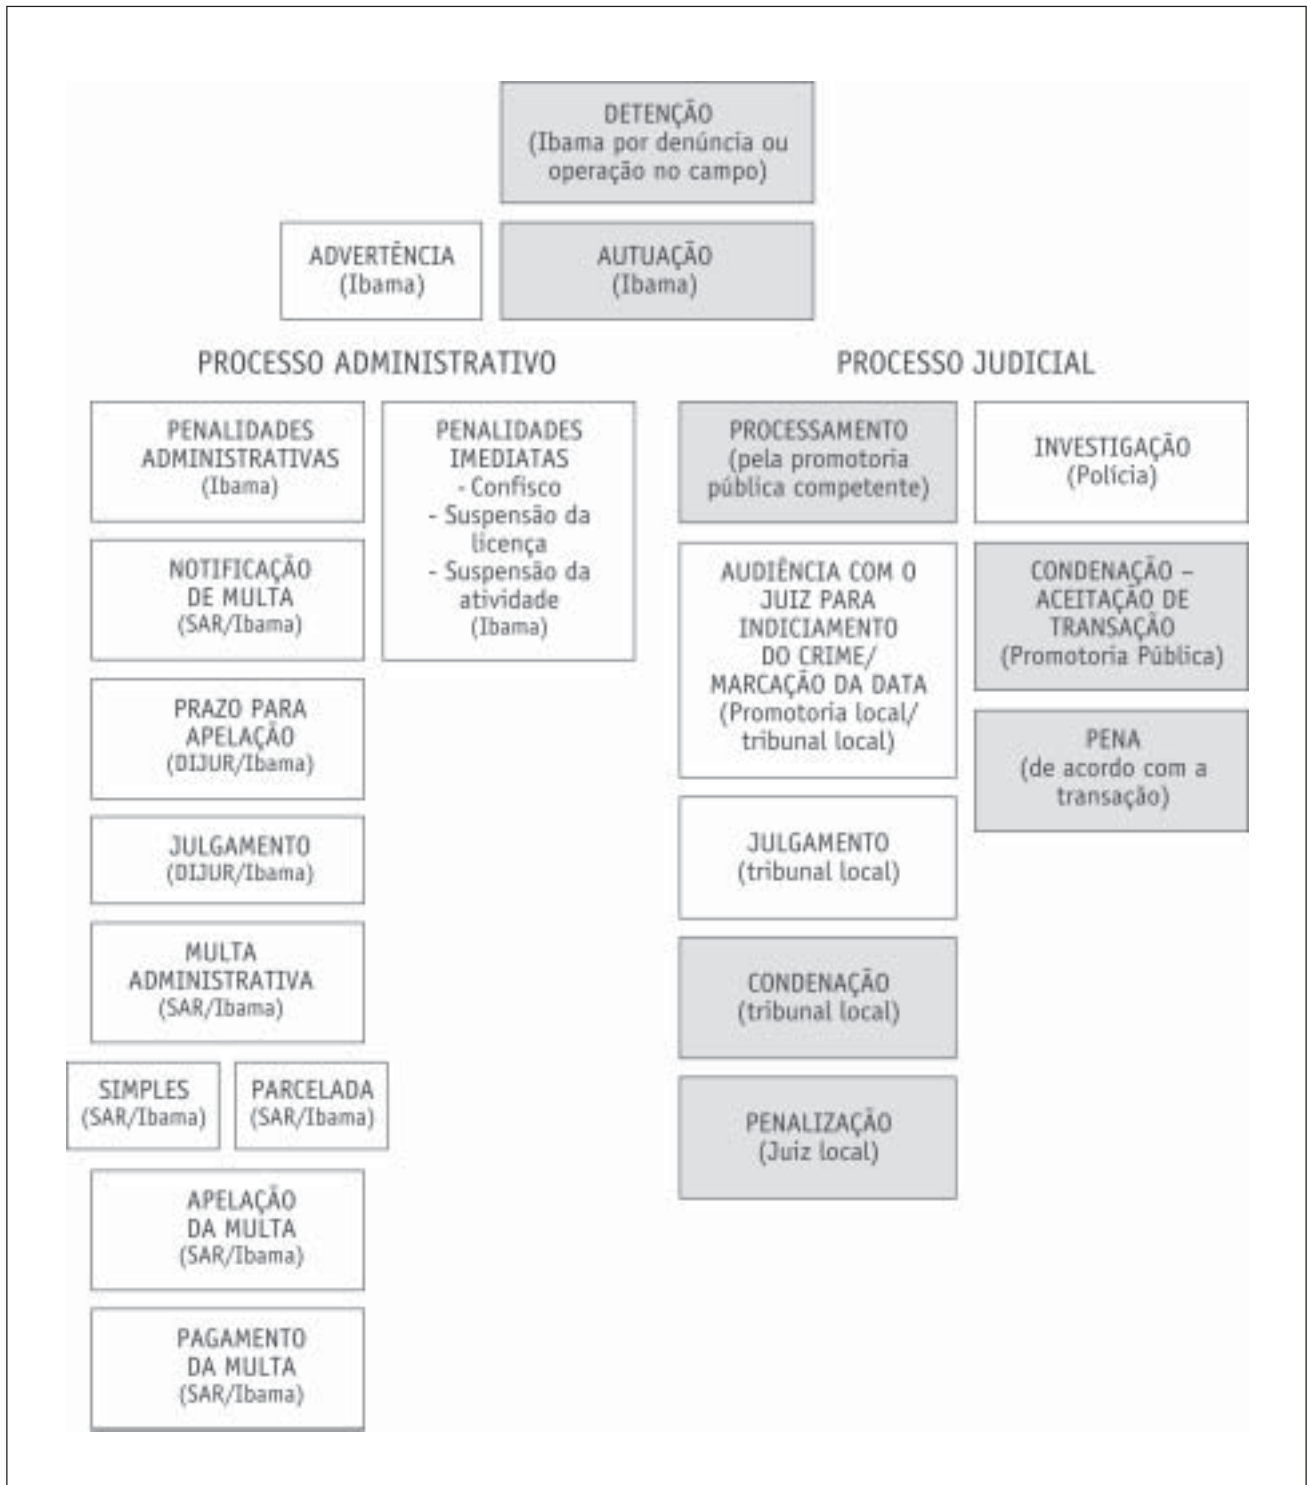 DETENÇÃO
(Ibama por denúncia ou
operação no campo)
ADVERTÊNCIA
(Ibama)
AUTUAÇÃO
(Ibama)
PROCESSO ADMINISTRATIVO
PENALIDADES
ADMINISTRATIVAS
(Ibama)
PENALIDADES
IMEDIATAS
- Confisco
- Suspensão da
licença
- Suspensão da
atividade
(Ibama)
NOTIFICAÇÃO
DE MULTA
(SAR/Ibama)
PRAZO PARA
APELAÇÃO
(DIJUR/Ibama)
JULGAMENTO
(DIJUR/Ibama)
MULTA
ADMINISTRATIVA
(SAR/Ibama)
SIMPLES
(SAR/Ibama)
PARCELADA
(SAR/Ibama)
APELAÇÃO
DA MULTA
(SAR/Ibama)
PAGAMENTO
DA MULTA
(SAR/Ibama)
PROCESSO JUDICIAL
PROCESSAMENTO
(pela promotoria
pública competente)
INVESTIGAÇÃO
(Polícia)
AUDIÊNCIA COM O
JUIZ PARA
INDICIAMENTO
DO CRIME/
MARCAÇÃO DA DATA
(Promotoria local/
tribunal local)
CONDENAÇÃO –
ACEITAÇÃO DE
TRANSAÇÃO
(Promotoria Pública)
PENA
(de acordo com a
transação)
JULGAMENTO
(tribunal local)
CONDENAÇÃO
(tribunal local)
PENALIZAÇÃO
(Juiz local)